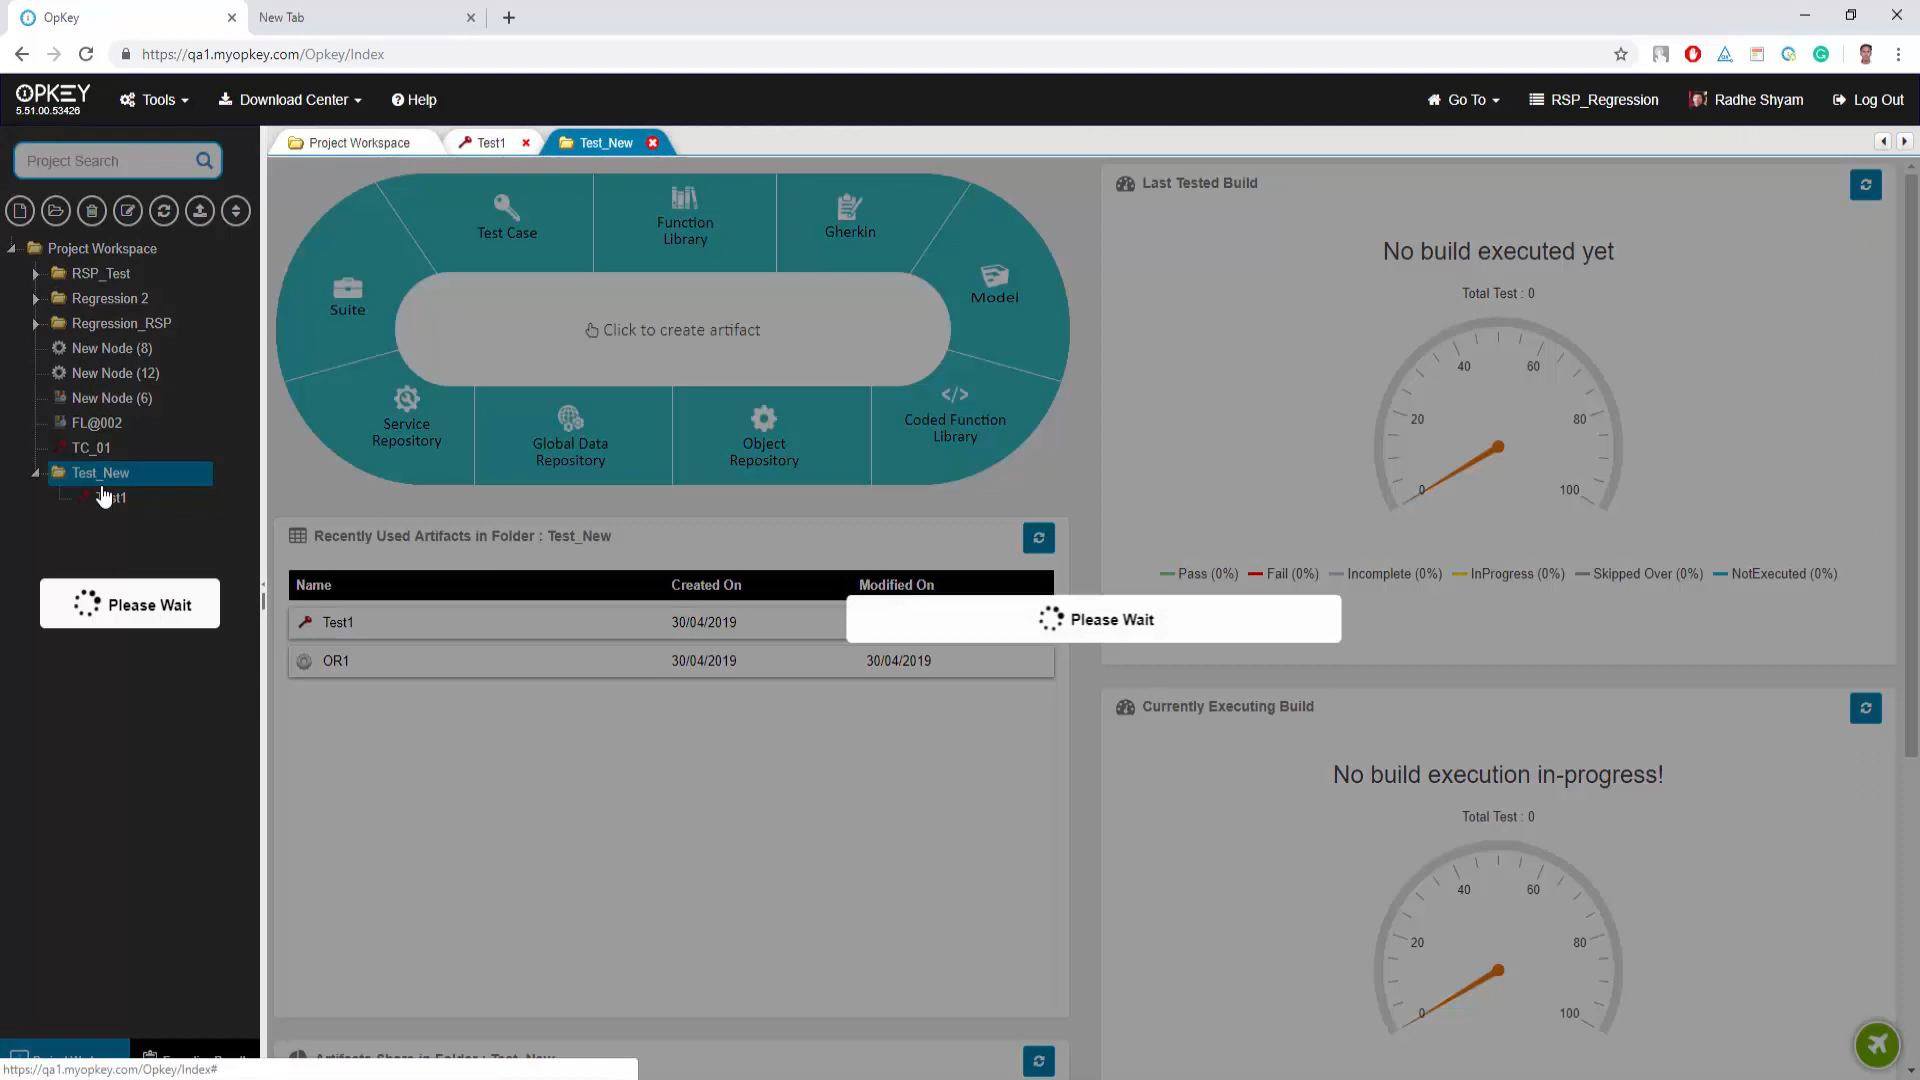 OpKey
New Tab
https://qa1.myopkey.com/Opkey/Index
OPKEY
5.51.00.53426
Tools
Download Center
Help
Go To
RSP_Regression
Radhe Shyam
Log Out
Project Search
Project Workspace
Test1
Test_New
Project Workspace
RSP_Test
Regression 2
Regression_RSP
New Node (8)
New Node (12)
New Node (6)
FL@002
TC_01
Test_New
Please Wait
Test Case
Function
Library
Gherkin
Suite
Model
Click to create artifact
Service
Repository
Global Data
Repository
Object
Repository
Coded Function
Library
Recently Used Artifacts in Folder : Test_New
Name Created On Modified On
Test1 30/04/2019
OR1 30/04/2019 30/04/2019
Please Wait
Last Tested Build
No build executed yet
Total Test : 0
0 20 40 60 80 100
Pass (0%) Fail (0%) Incomplete (0%) InProgress (0%) Skipped Over (0%) NotExecuted (0%)
Currently Executing Build
No build execution in-progress!
Total Test : 0
0 20 40 60 80 100
Artifacts Share in Folder : Test_New
https://qa1.myopkey.com/Opkey/Index#